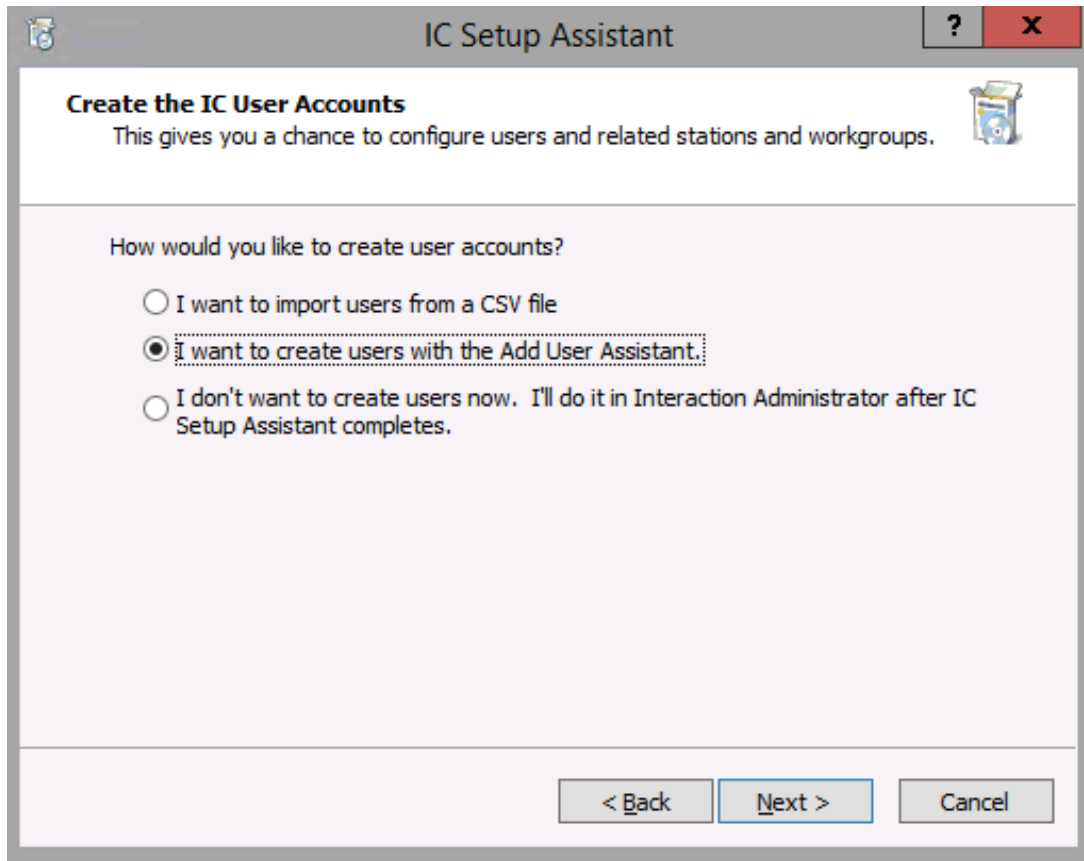 IC Setup Assistant
?
X
Create the IC User Accounts
This gives you a chance to configure users and related stations and workgroups.
How would you like to create user accounts?
I want to import users from a CSV file
I want to create users with the Add User Assistant.
I don't want to create users now.  I'll do it in Interaction Administrator after IC
Setup Assistant completes.
< Back
Next >
Cancel